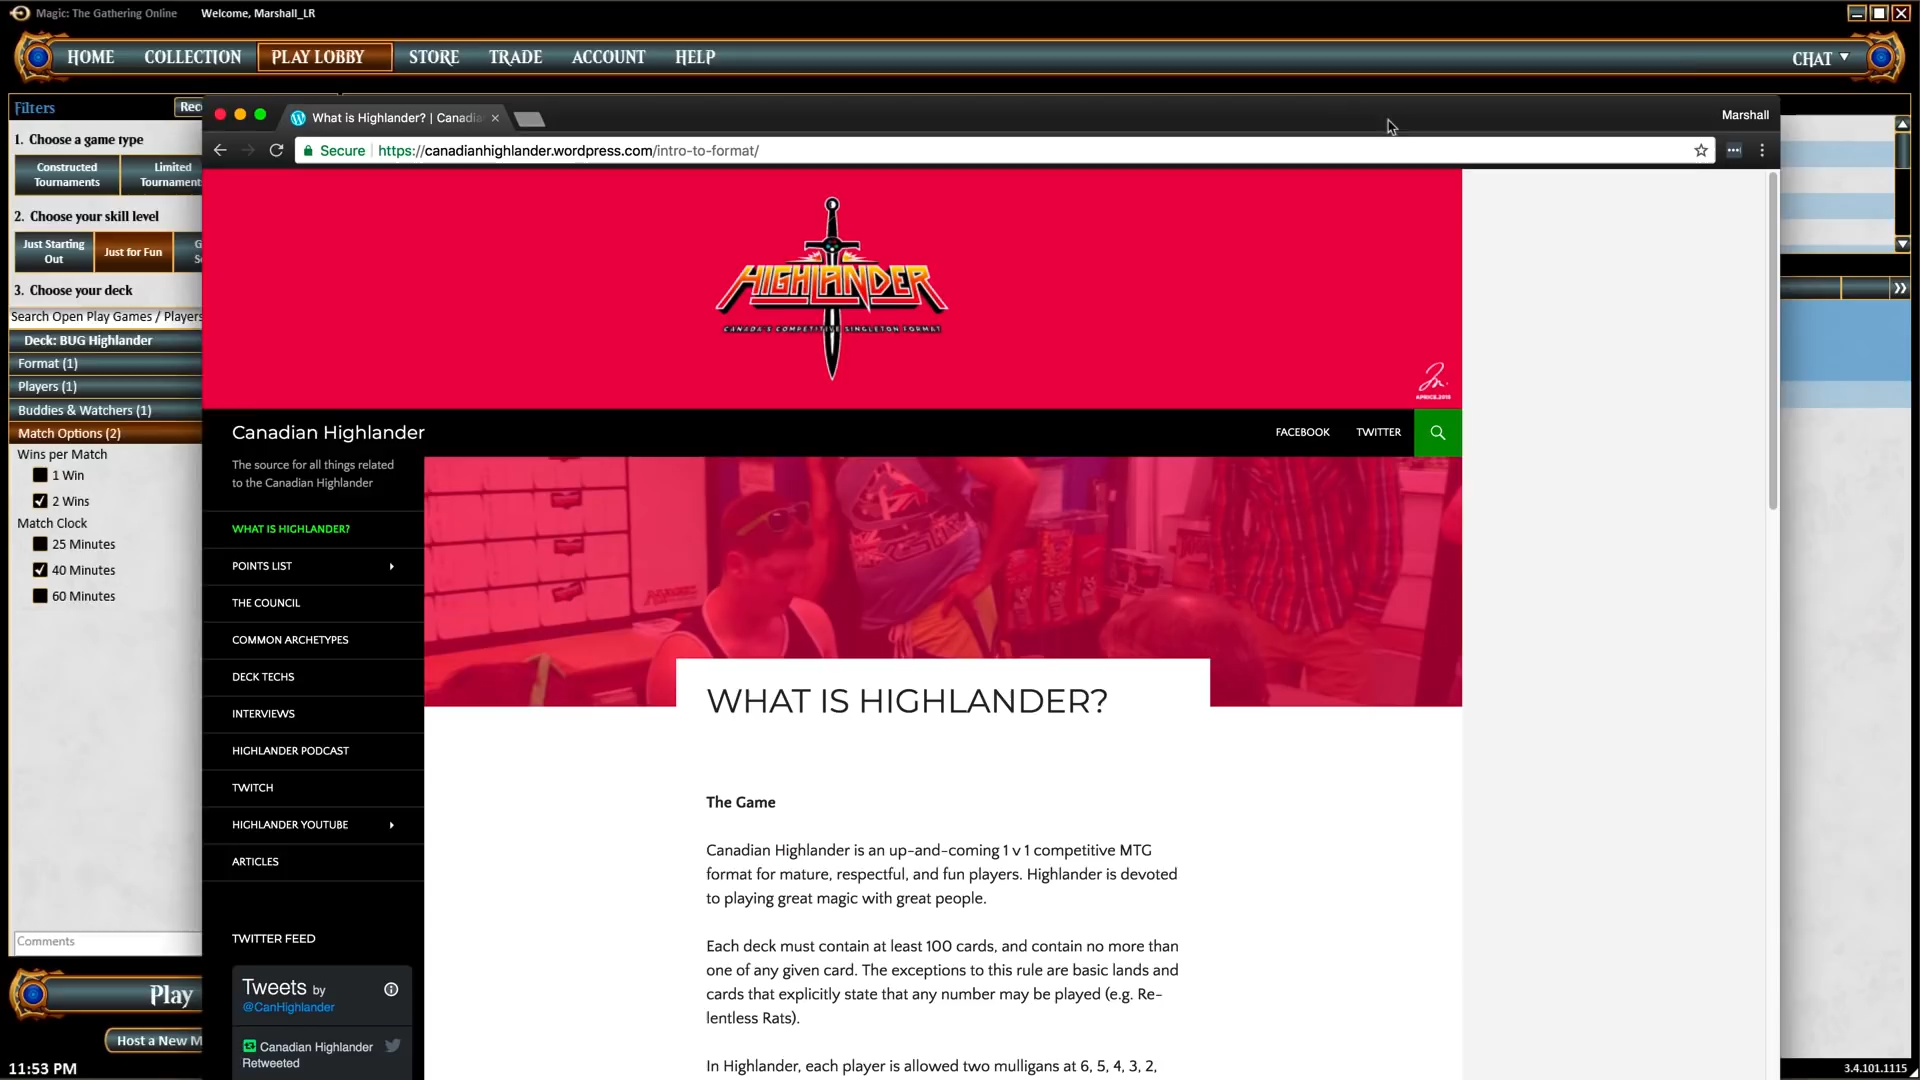 Magic: The Gathering Online
Welcome, Marshall_LR
HOME
COLLECTION
PLAY LOBBY
STORE
TRADE
ACCOUNT
HELP
CHAT
Filters
Rec
1. Choose a game type
Constructed
Tournaments
Limited
Tournament
2. Choose your skill level
Just Starting
Out
Just for Fun
G
S
3. Choose your deck
Search Open Play Games / Players
Deck: BUG Highlander
Format (1)
Players (1)
Buddies & Watchers (1)
Match Options (2)
Wins per Match
1 Win
2 Wins
Match Clock
25 Minutes
40 Minutes
60 Minutes
Comments
Play
Host a New M
11:53 PM
What is Highlander? | Canadia
Marshall
Secure
https://canadianhighlander.wordpress.com/intro-to-format/
HIGHLANDER
CANADA'S COMPETITIVE SINGLETON FORMAT
Canadian Highlander
FACEBOOK
TWITTER
The source for all things related
to the Canadian Highlander
WHAT IS HIGHLANDER?
POINTS LIST
THE COUNCIL
COMMON ARCHETYPES
DECK TECHS
INTERVIEWS
HIGHLANDER PODCAST
TWITCH
HIGHLANDER YOUTUBE
ARTICLES
TWITTER FEED
Tweets by
@CanHighlander
Canadian Highlander
Retweeted
WHAT IS HIGHLANDER?
The Game
Canadian Highlander is an up-and-coming 1 v 1 competitive MTG
format for mature, respectful, and fun players. Highlander is devoted
to playing great magic with great people.
Each deck must contain at least 100 cards, and contain no more than
one of any given card. The exceptions to this rule are basic lands and
cards that explicitly state that any number may be played (e.g. Re-
lentless Rats).
In Highlander, each player is allowed two mulligans at 6, 5, 4, 3, 2,
3.4.101.1115